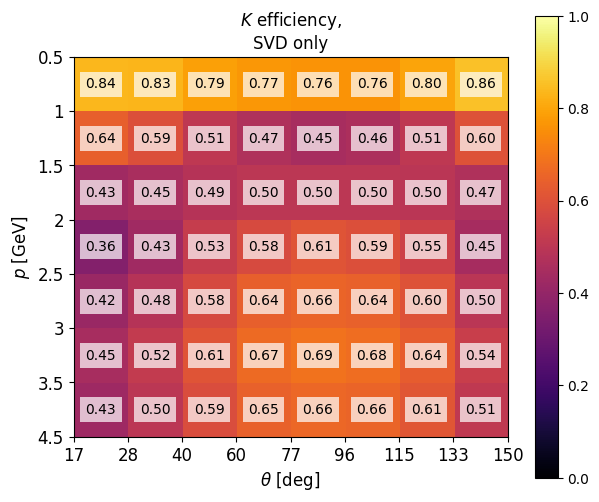 K efficiency,
SVD only
0.5
1
1.5
2
2.5
3
3.5
4.5
p [GeV]
0.84 0.83 0.79 0.77 0.76 0.76 0.80 0.86
0.64 0.59 0.51 0.47 0.45 0.46 0.51 0.60
0.43 0.45 0.49 0.50 0.50 0.50 0.50 0.47
0.36 0.43 0.53 0.58 0.61 0.59 0.55 0.45
0.42 0.48 0.58 0.64 0.66 0.64 0.60 0.50
0.45 0.52 0.61 0.67 0.69 0.68 0.64 0.54
0.43 0.50 0.59 0.65 0.66 0.66 0.61 0.51
17 28 40 60 77 96 115 133 150
θ [deg]
1.0
0.8
0.6
0.4
0.2
0.0